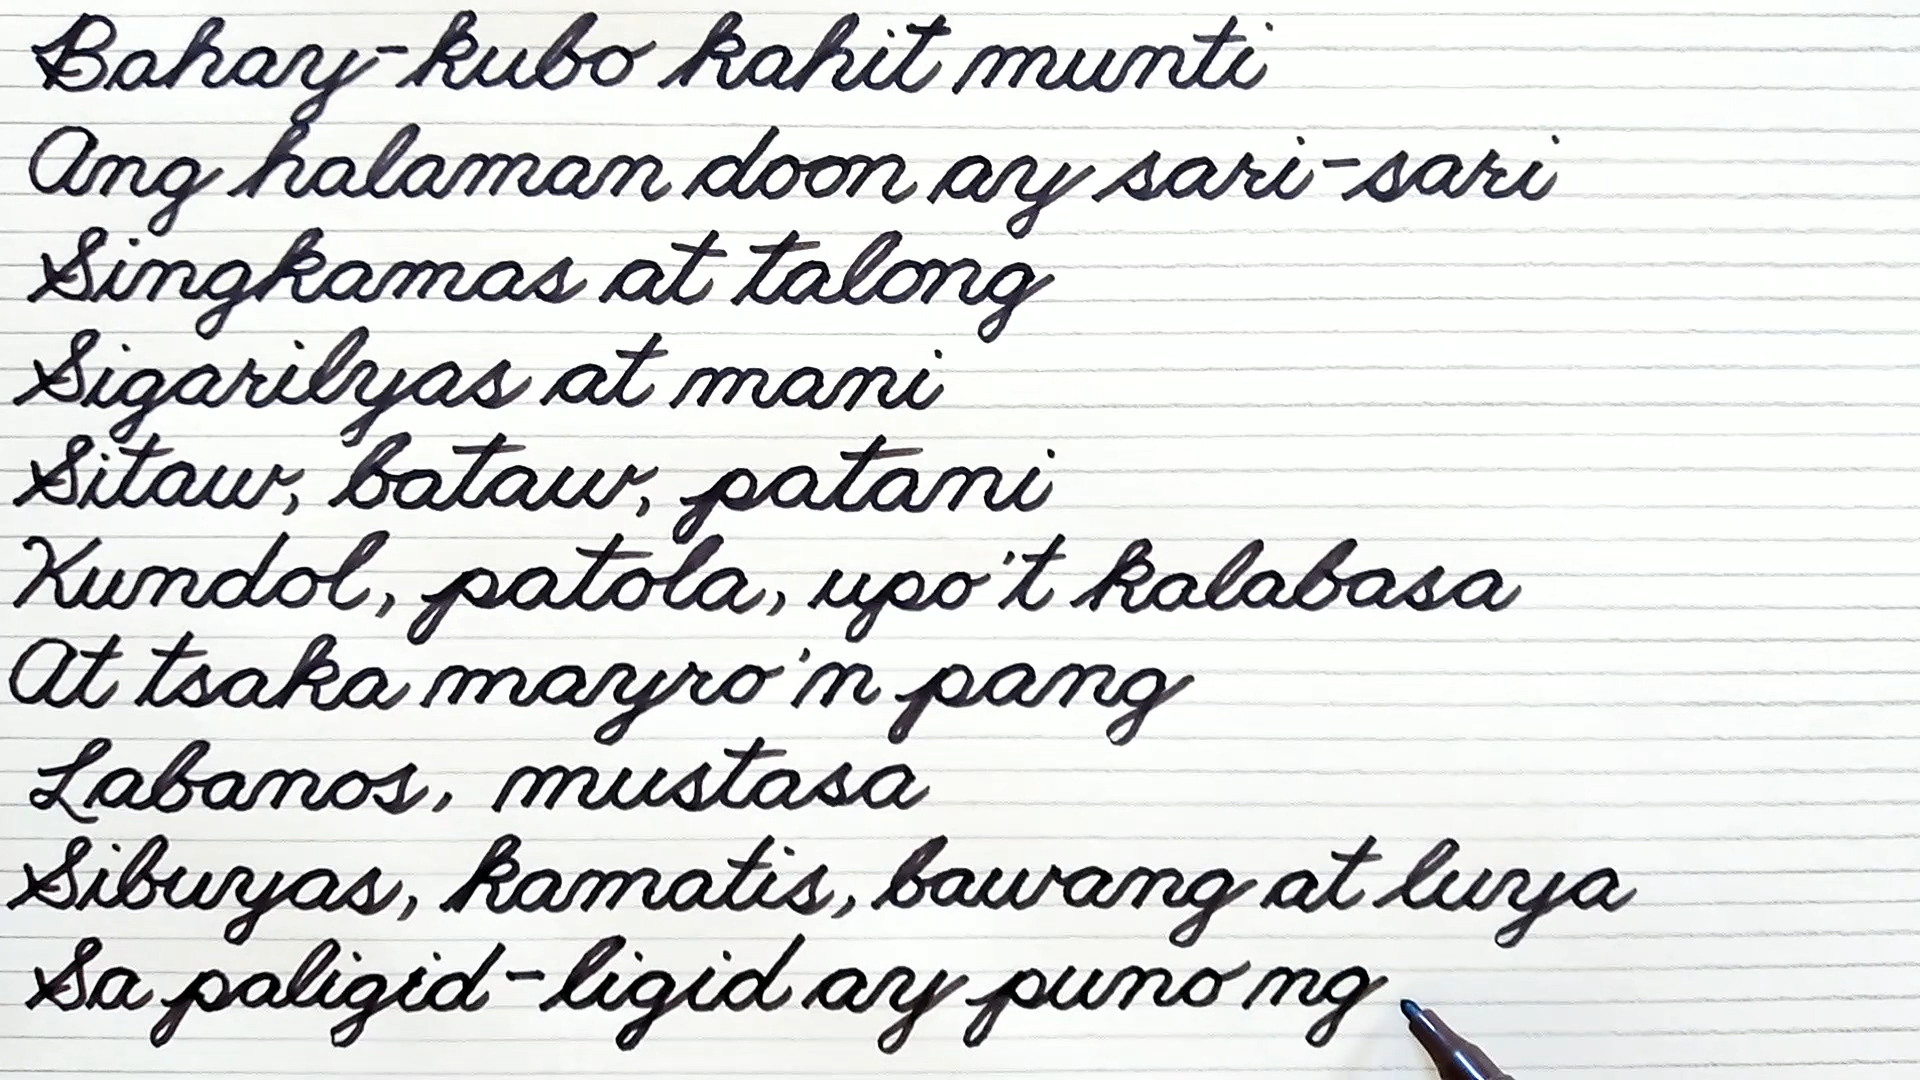 Bahay-kubo kahit munti
Ang halaman doon ay sari-sari
Singkamas at talong
Sigarilyas at mani
Sitaw, bataw, patani
Kundol, patola, upo't kalabasa
At tsaka mayro'n pang
Labanos, mustasa
Sibuyas, kamatis, bawang at luya
Sa paligid-ligid ay puno ng